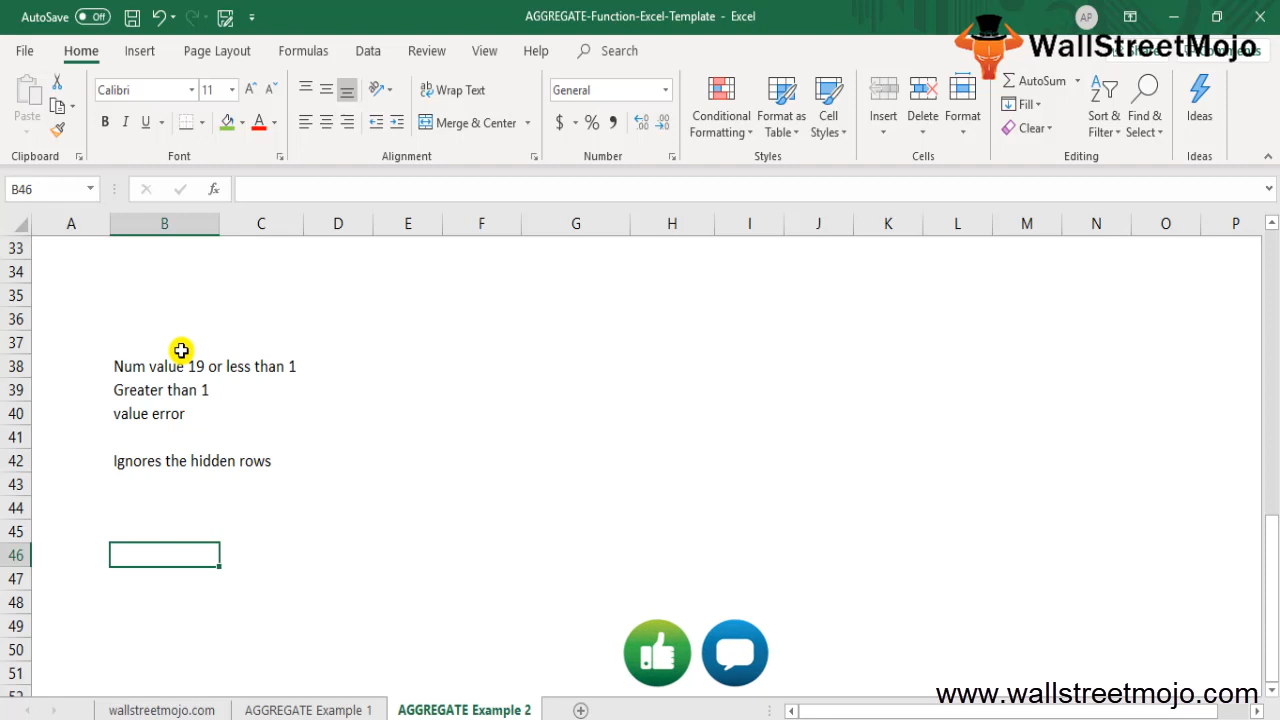 AutoSave Off AGGREGATE-Function-Excel-Template - Excel AP
WallStreetMojo
File Home Insert Page Layout Formulas Data Review View Help Search
Paste Calibri 11 A A Wrap Text General Conditional Formatting Format as Table Cell Styles Insert Delete Format AutoSum Fill Clear Sort & Filter Find & Select Ideas
B I U A Merge & Center $ % ,
Clipboard Font Alignment Number Styles Cells Editing Ideas
B46 fx
A B C D E F G H I J K L M N O P
33
34
35
36
37
38 Num value 19 or less than 1
39 Greater than 1
40 value error
41
42 Ignores the hidden rows
43
44
45
46
47
48
49
50
51
www.wallstreetmojo.com
wallstreetmojo.com AGGREGATE Example 1 AGGREGATE Example 2